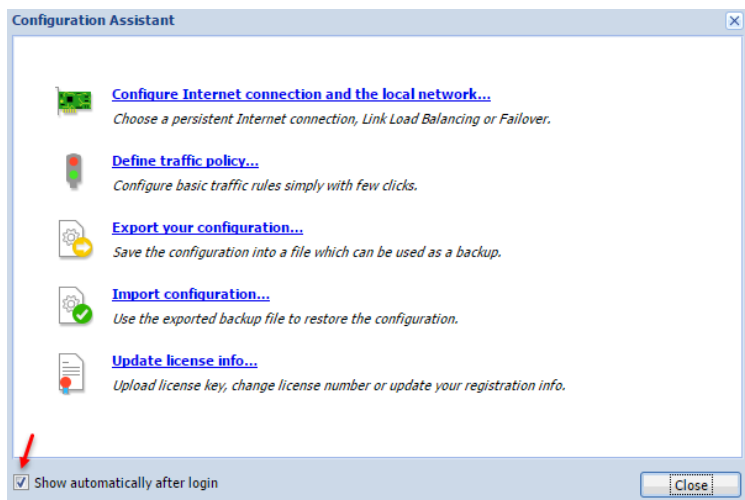 Configuration Assistant
Configure Internet connection and the local network...
Choose a persistent Internet connection, Link Load Balancing or Failover.
Define traffic policy...
Configure basic traffic rules simply with few clicks.
Export your configuration...
Save the configuration into a file which can be used as a backup.
Import configuration...
Use the exported backup file to restore the configuration.
Update license info...
Upload license key, change license number or update your registration info.
Show automatically after login
Close